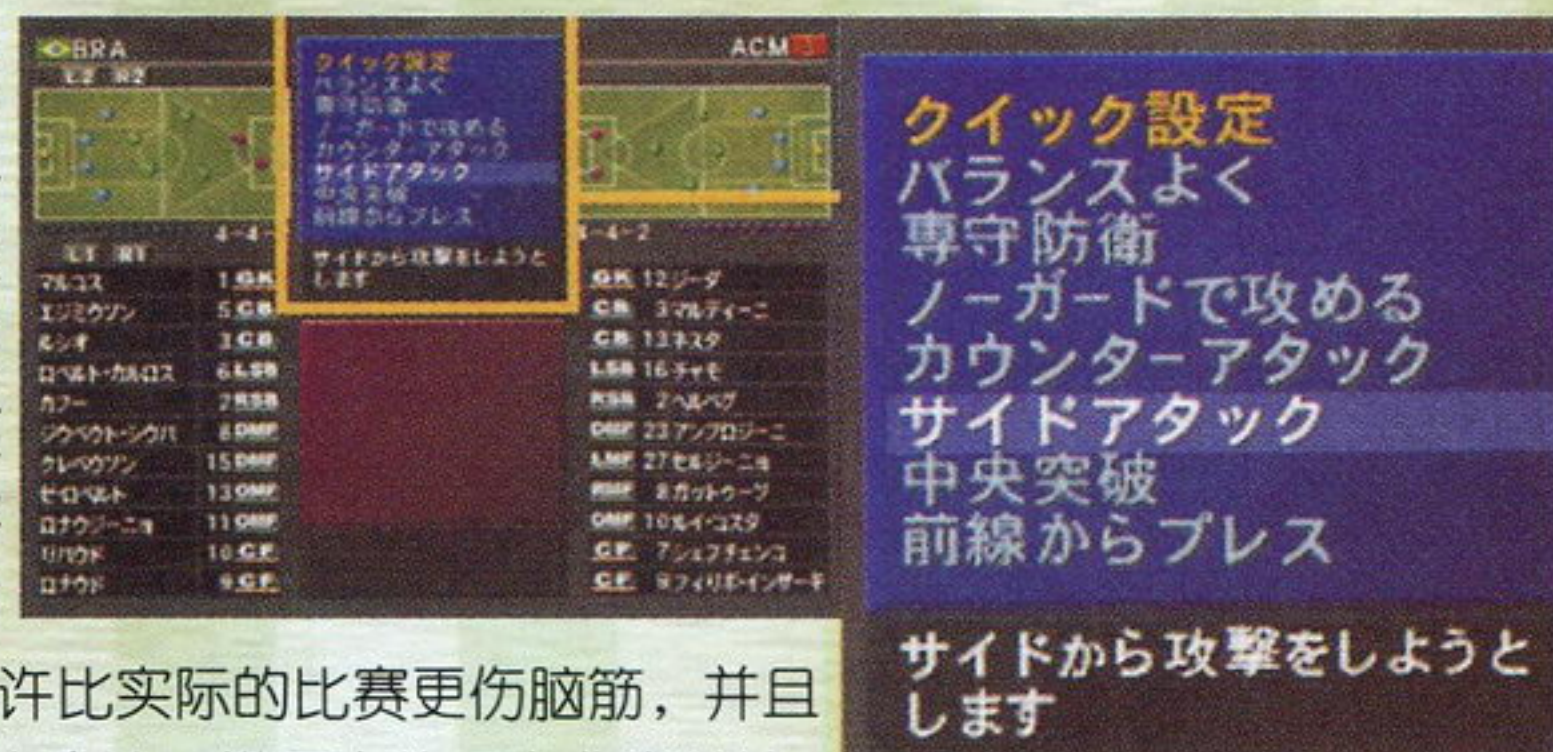 BRA
ACM
L2 R2
クイック設定
バランスよく
専守防衛
ノーガードで攻める
カウンターアタック
サイドアタック
中央突破
前線からプレス
サイドから攻撃をしようと
します
4-4-
4-4-2
L1 R1
マルコス 1 GK
エジミウソン 5 CB
ルシオ 3 CB
ロベルト・カルロス 6 LSB
カフー 2 RSB
ジウベウト・シウバ 8 DMF
クレベウソン 15 DMF
ゼ・ロベルト 13 OMF
ロナウジーニョ 11 OMF
リバウド 10 CF
ロナウド 9 CF
GK 12 ジーダ
CB 3 マルディーニ
CB 13 ネスタ
LSB 16
RSB 2 ヘルベグ
DMF 23 アンブロジーニ
LMF 27 セルジーニョ
RMF 8 ガットゥーゾ
OMF 10 ルイ・コスタ
CF 7 シェフチェンコ
CF 9 フィリポ・インザーギ
クイック設定
バランスよく
専守防衛
ノーガードで攻める
カウンターアタック
サイドアタック
中央突破
前線からプレス
サイドから攻撃をしようと
します
许比实际的比赛更伤脑筋，并且